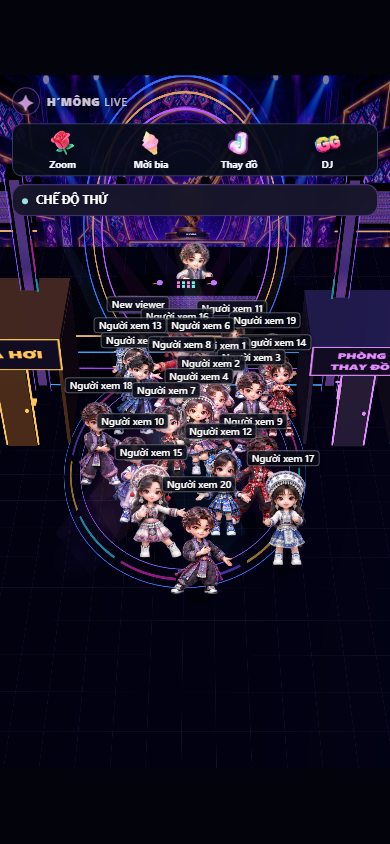 H'MÔNG LIVE
Zoom
Mời bia
Thay đồ
DJ
CHẾ ĐỘ THỬ
New viewer
Người xem 11
Người xem 16
Người xem 19
Người xem 13
Người xem 6
Người xe
Người xem 8
xem 1
gười xem 14
xem 3
Người xem 2
HƠI
PHÒNG
THAY ĐỒ
Người xem 4
Người xem 18
Người xem 7
Người xem 10
Người xem 9
Người xem 12
Người xem 15
Người xem 17
Người xem 20